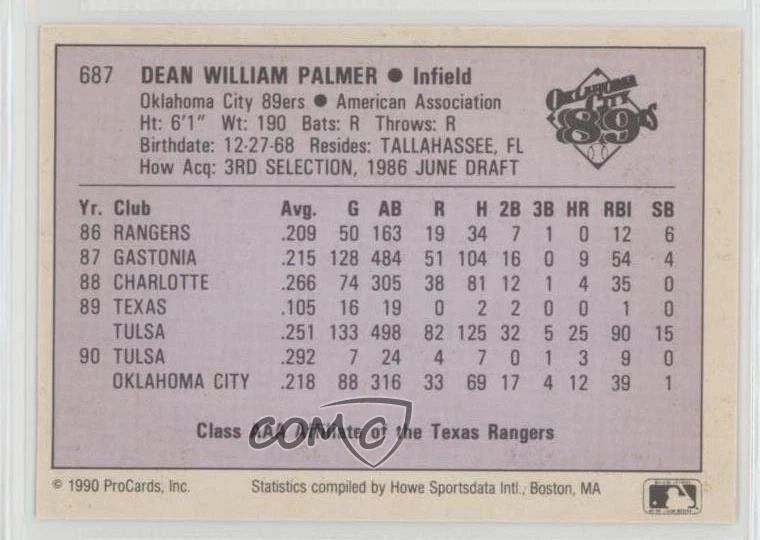 687 DEAN WILLIAM PALMER ● Infield
Oklahoma City 89ers ● American Association
Ht: 6'1" Wt: 190 Bats: R Throws: R
Birthdate: 12-27-68 Resides: TALLAHASSEE, FL
How Acq: 3RD SELECTION, 1986 JUNE DRAFT
OKLAHOMA
CITY
89ERS
Yr. Club Avg. G AB R H 2B 3B HR RBI SB
86 RANGERS .209 50 163 19 34 7 1 0 12 6
87 GASTONIA .215 128 484 51 104 16 0 9 54 4
88 CHARLOTTE .266 74 305 38 81 12 1 4 35 0
89 TEXAS .105 16 19 0 2 2 0 0 1 0
TULSA .251 133 498 82 125 32 5 25 90 15
90 TULSA .292 7 24 4 7 0 1 3 9 0
OKLAHOMA CITY .218 88 316 33 69 17 4 12 39 1
Class AAA Affiliate of the Texas Rangers
COMC
© 1990 ProCards, Inc. Statistics compiled by Howe Sportsdata Intl., Boston, MA